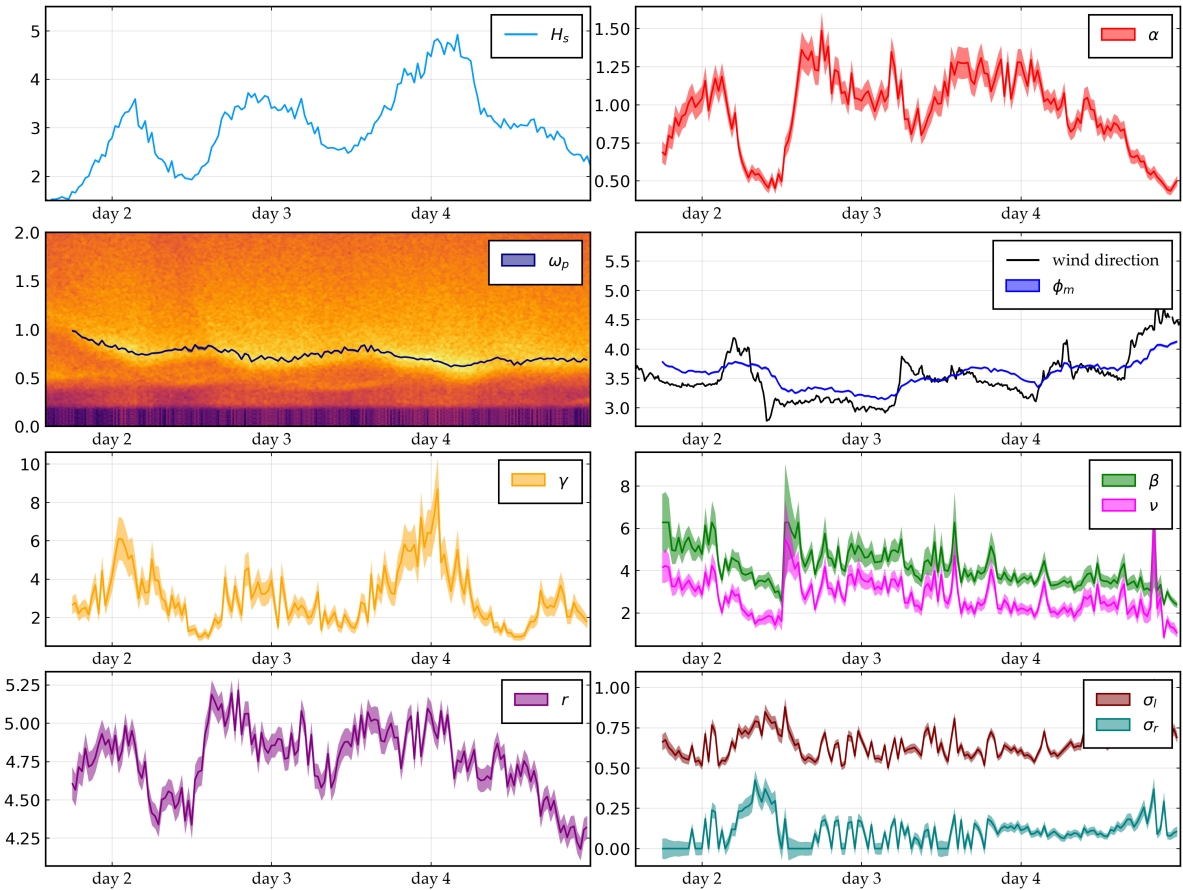 5
4
3
2
H_s
day 2
day 3
day 4
1.50
1.25
1.00
0.75
0.50
α
day 2
day 3
day 4
2.0
1.5
1.0
0.5
0.0
ω_p
day 2
day 3
day 4
5.5
5.0
4.5
4.0
3.5
3.0
wind direction
ϕ_m
day 2
day 3
day 4
10
8
6
4
2
γ
day 2
day 3
day 4
8
6
4
2
β
ν
day 2
day 3
day 4
5.25
5.00
4.75
4.50
4.25
r
day 2
day 3
day 4
1.00
0.75
0.50
0.25
0.00
σ_l
σ_r
day 2
day 3
day 4